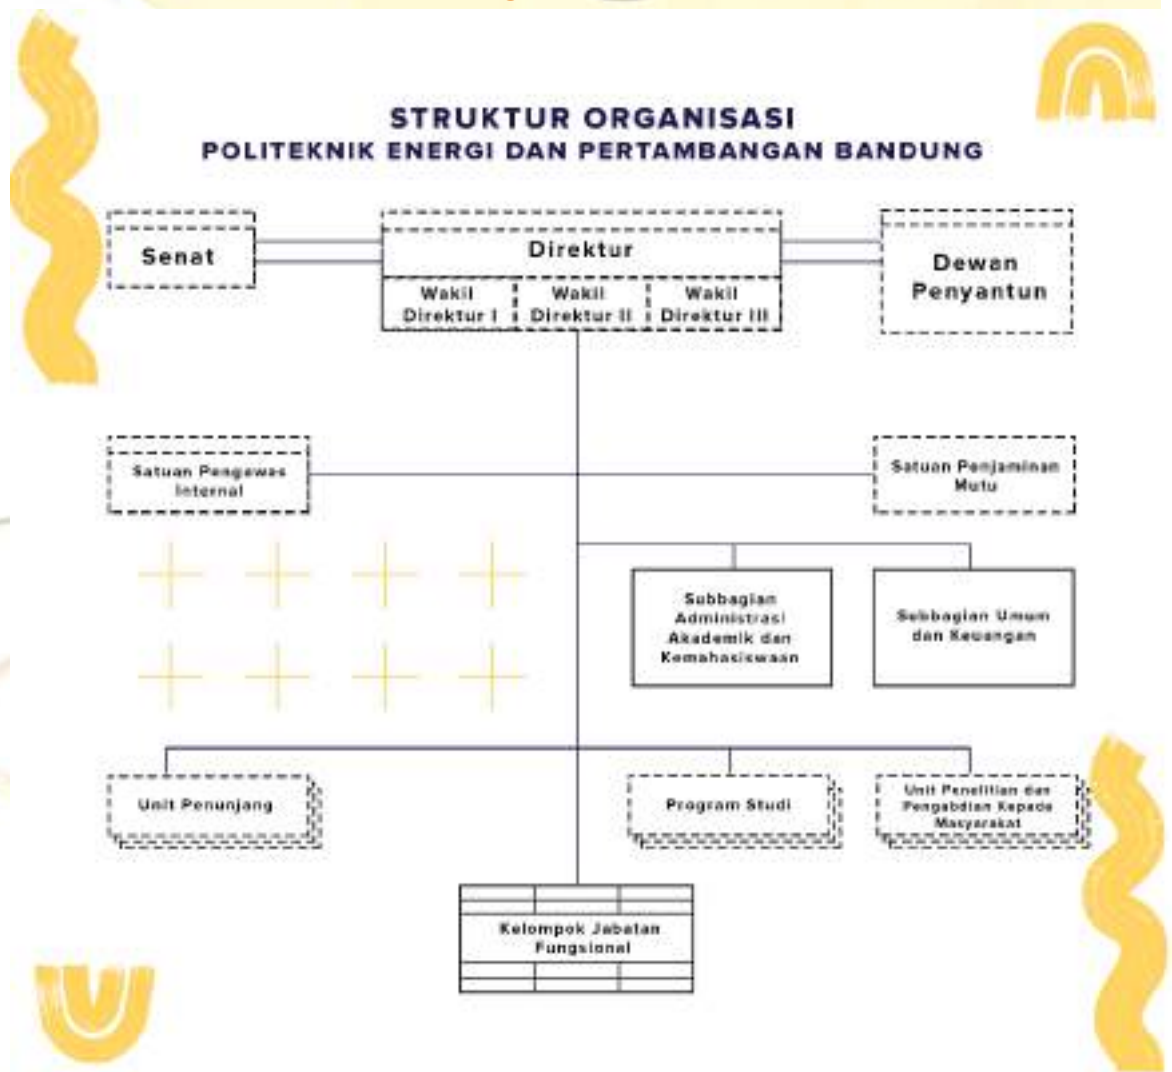 STRUKTUR ORGANISASI
POLITEKNIK ENERGI DAN PERTAMBANGAN BANDUNG
Senat
Direktur
Dewan
Penyantun
Wakil
Direktur I
Wakil
Direktur II
Wakil
Direktur III
Satuan Pengawas
Internal
Satuan Penjaminan
Mutu
Subbagian
Administrasi
Akademik dan
Kemahasiswaan
Subbagian Umum
dan Keuangan
Unit Penunjang
Program Studi
Unit Penelitian dan
Pengabdian Kepada
Masyarakat
Kelompok Jabatan
Fungsional